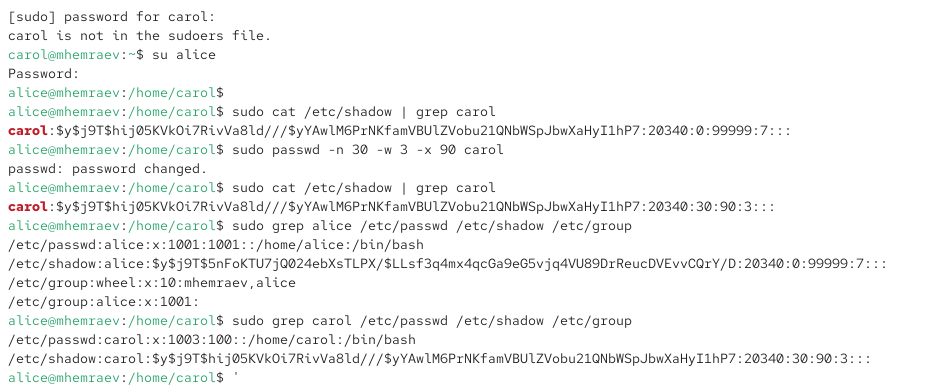 [sudo] password for carol:
carol is not in the sudoers file.
carol@mhemraev:~$ su alice
Password:
alice@mhemraev:/home/carol$
alice@mhemraev:/home/carol$ sudo cat /etc/shadow | grep carol
carol:$y$j9T$hij05KVkOi7RivVa8ld///$yYAwlM6PrNKfamVBUlZVobu21QNbWSpJbwXaHyI1hP7:20340:0:99999:7:::
alice@mhemraev:/home/carol$ sudo passwd -n 30 -w 3 -x 90 carol
passwd: password changed.
alice@mhemraev:/home/carol$ sudo cat /etc/shadow | grep carol
carol:$y$j9T$hij05KVkOi7RivVa8ld///$yYAwlM6PrNKfamVBUlZVobu21QNbWSpJbwXaHyI1hP7:20340:30:90:3:::
alice@mhemraev:/home/carol$ sudo grep alice /etc/passwd /etc/shadow /etc/group
/etc/passwd:alice:x:1001:1001::/home/alice:/bin/bash
/etc/shadow:alice:$y$j9T$5nFoKTU7jQ024ebXsTLPX/$LLsf3q4mx4qcGa9eG5vjq4VU89DrReucDVEvvCQrY/D:20340:0:99999:7:::
/etc/group:wheel:x:10:mhemraev,alice
/etc/group:alice:x:1001:
alice@mhemraev:/home/carol$ sudo grep carol /etc/passwd /etc/shadow /etc/group
/etc/passwd:carol:x:1003:100::/home/carol:/bin/bash
/etc/shadow:carol:$y$j9T$hij05KVkOi7RivVa8ld///$yYAwlM6PrNKfamVBUlZVobu21QNbWSpJbwXaHyI1hP7:20340:30:90:3:::
alice@mhemraev:/home/carol$ '